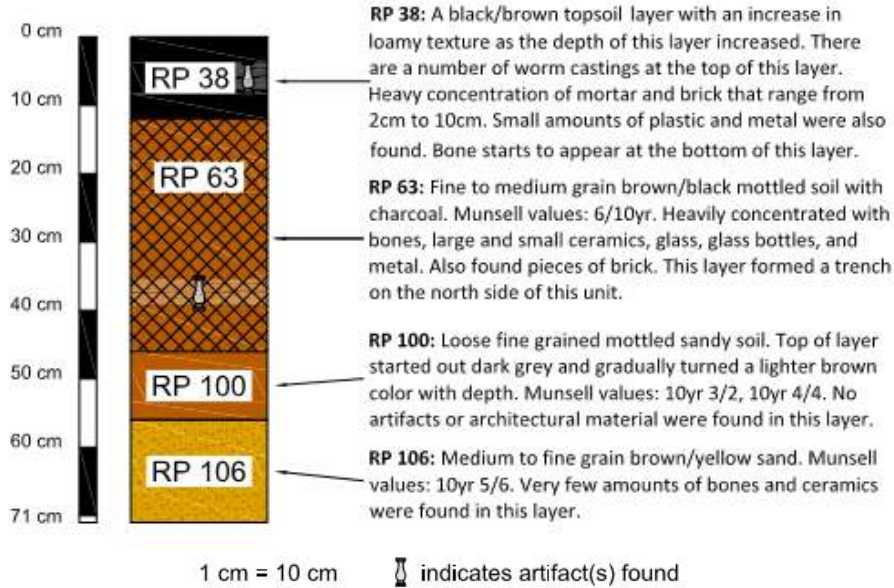 0 cm
10 cm
20 cm
30 cm
40 cm
50 cm
60 cm
71 cm
RP 38
RP 63
RP 100
RP 106
RP 38: A black/brown topsoil layer with an increase in
loamy texture as the depth of this layer increased. There
are a number of worm castings at the top of this layer.
Heavy concentration of mortar and brick that range from
2cm to 10cm. Small amounts of plastic and metal were also
found. Bone starts to appear at the bottom of this layer.
RP 63: Fine to medium grain brown/black mottled soil with
charcoal. Munsell values: 6/10yr. Heavily concentrated with
bones, large and small ceramics, glass, glass bottles, and
metal. Also found pieces of brick. This layer formed a trench
on the north side of this unit.
RP 100: Loose fine grained mottled sandy soil. Top of layer
started out dark grey and gradually turned a lighter brown
color with depth. Munsell values: 10yr 3/2, 10yr 4/4. No
artifacts or architectural material were found in this layer.
RP 106: Medium to fine grain brown/yellow sand. Munsell
values: 10yr 5/6. Very few amounts of bones and ceramics
were found in this layer.
1 cm = 10 cm
indicates artifact(s) found